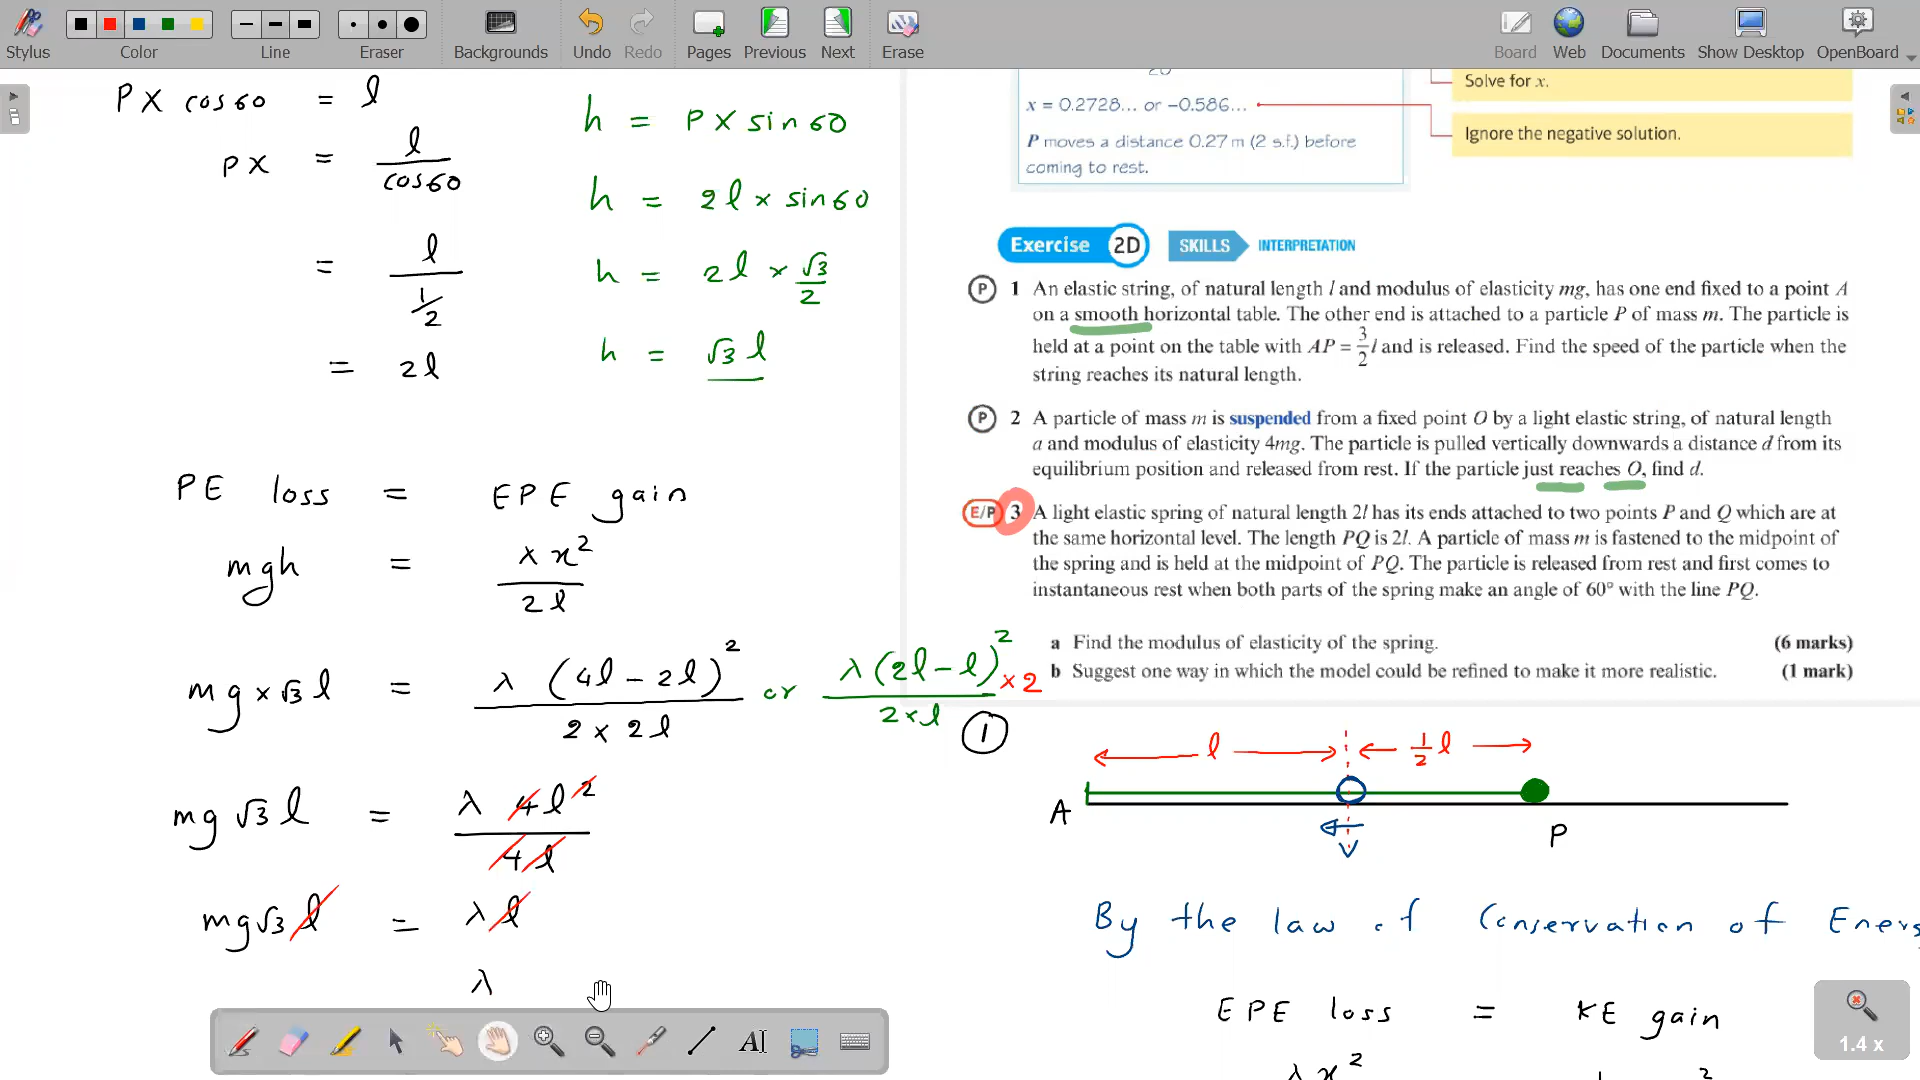 Stylus Color Line Eraser Backgrounds Undo Redo Pages Previous Next Erase Board Web Documents Show Desktop OpenBoard
PX cos60 = l
PX = l / cos60
= l / 1/2
= 2l
h = PX sin60
h = 2l × sin60
h = 2l × √3/2
h = √3 l
PE loss = EPE gain
mgh = λx² / 2l
mg × √3 l = λ (4l − 2l)² / 2 × 2l or λ(2l − l)² / 2×l × 2
mg √3 l = λ 4l² / 4l
mg√3 l = λ l
λ
20
x = 0.2728... or −0.586...
P moves a distance 0.27 m (2 s.f.) before
coming to rest.
Solve for x.
Ignore the negative solution.
Exercise 2D SKILLS INTERPRETATION
P 1 An elastic string, of natural length l and modulus of elasticity mg, has one end fixed to a point A
on a smooth horizontal table. The other end is attached to a particle P of mass m. The particle is
held at a point on the table with AP = 3/2 l and is released. Find the speed of the particle when the
string reaches its natural length.
P 2 A particle of mass m is suspended from a fixed point O by a light elastic string, of natural length
a and modulus of elasticity 4mg. The particle is pulled vertically downwards a distance d from its
equilibrium position and released from rest. If the particle just reaches O, find d.
E/P 3 A light elastic spring of natural length 2l has its ends attached to two points P and Q which are at
the same horizontal level. The length PQ is 2l. A particle of mass m is fastened to the midpoint of
the spring and is held at the midpoint of PQ. The particle is released from rest and first comes to
instantaneous rest when both parts of the spring make an angle of 60° with the line PQ.
a Find the modulus of elasticity of the spring. (6 marks)
b Suggest one way in which the model could be refined to make it more realistic. (1 mark)
1
l 1/2 l
A P
V
By the law of Conservation of Energ
EPE loss = KE gain
λx²
2
AI
1.4 x